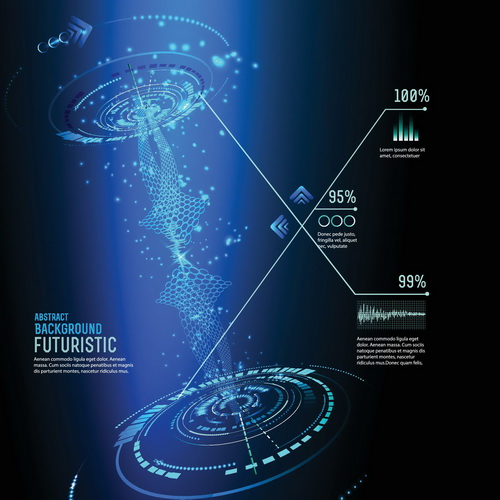 100%
Lorem ipsum dolor sit
amet, consectetuer
95%
Donec pede justo,
fringilla vel, aliquet
nec, vulputate
99%
Aenean commodo ligula eget
dolor. Aenean massa. Cum sociis
natoque penatibus et magnis
dis parturient montes, nascetur
ridiculus mus.Donec quam felis,
ABSTRACT
BACKGROUND
FUTURISTIC
Aenean commodo ligula eget dolor. Aenean
massa. Cum sociis natoque penatibus et magnis
dis parturient montes, nascetur ridiculus mus.